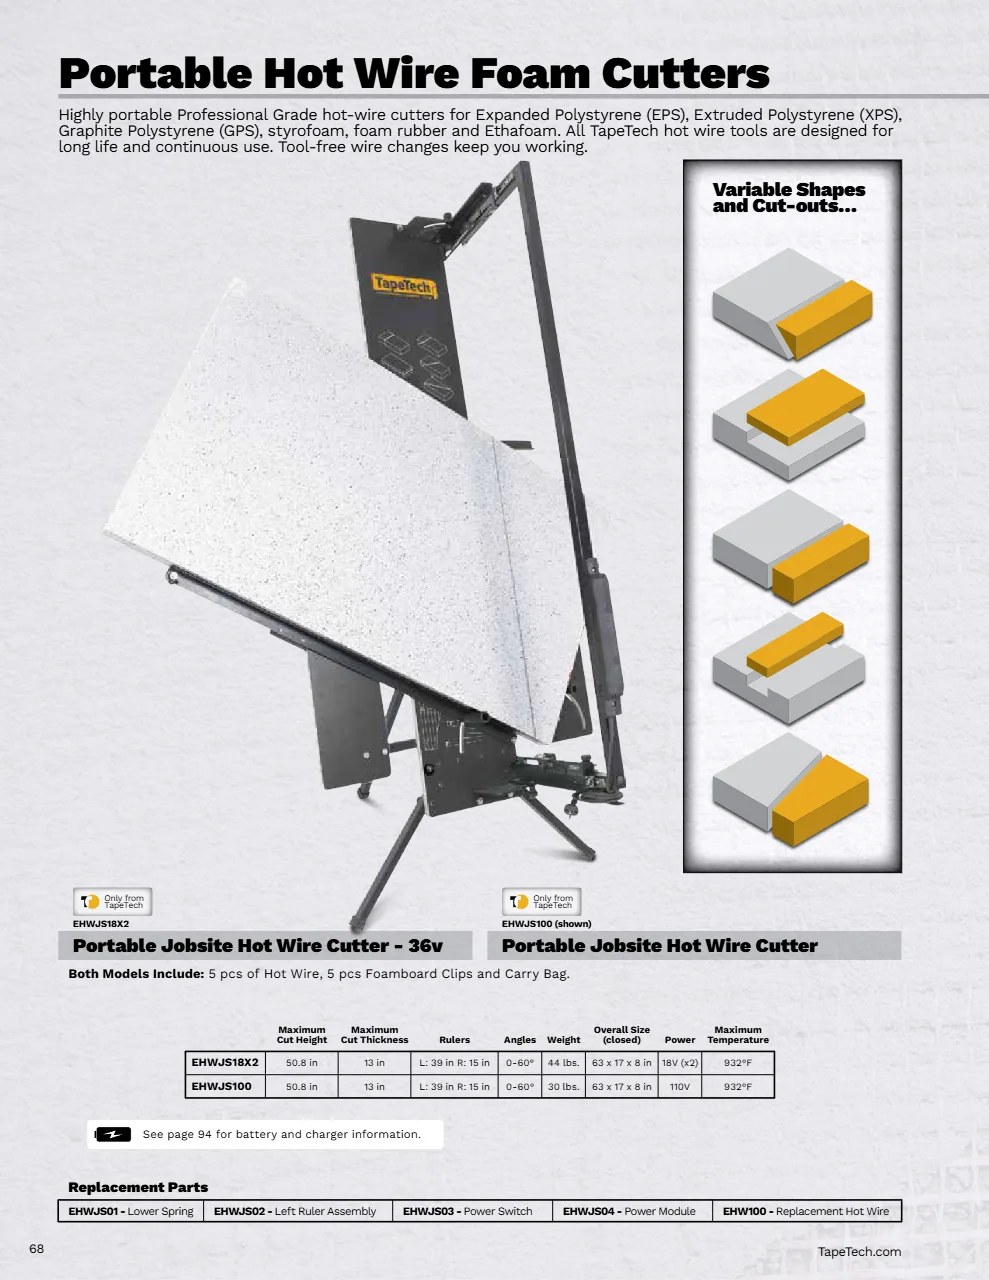 Portable Hot Wire Foam Cutters
Highly portable Professional Grade hot-wire cutters for Expanded Polystyrene (EPS), Extruded Polystyrene (XPS),
Graphite Polystyrene (GPS), styrofoam, foam rubber and Ethafoam. All TapeTech hot wire tools are designed for
long life and continuous use. Tool-free wire changes keep you working.
Variable Shapes
and Cut-outs...
TapeTech
Only from
TapeTech
EHWJS18X2
Portable Jobsite Hot Wire Cutter - 36v
Only from
TapeTech
EHWJS100 (shown)
Portable Jobsite Hot Wire Cutter
Both Models Include: 5 pcs of Hot Wire, 5 pcs Foamboard Clips and Carry Bag.
Maximum Cut Height Maximum Cut Thickness Rulers Angles Weight Overall Size (closed) Power Maximum Temperature
EHWJS18X2 50.8 in 13 in L: 39 in R: 15 in 0-60° 44 lbs. 63 x 17 x 8 in 18V (x2) 932°F
EHWJS100 50.8 in 13 in L: 39 in R: 15 in 0-60° 30 lbs. 63 x 17 x 8 in 110V 932°F
See page 94 for battery and charger information.
Replacement Parts
EHWJS01 - Lower Spring EHWJS02 - Left Ruler Assembly EHWJS03 - Power Switch EHWJS04 - Power Module EHW100 - Replacement Hot Wire
68
TapeTech.com